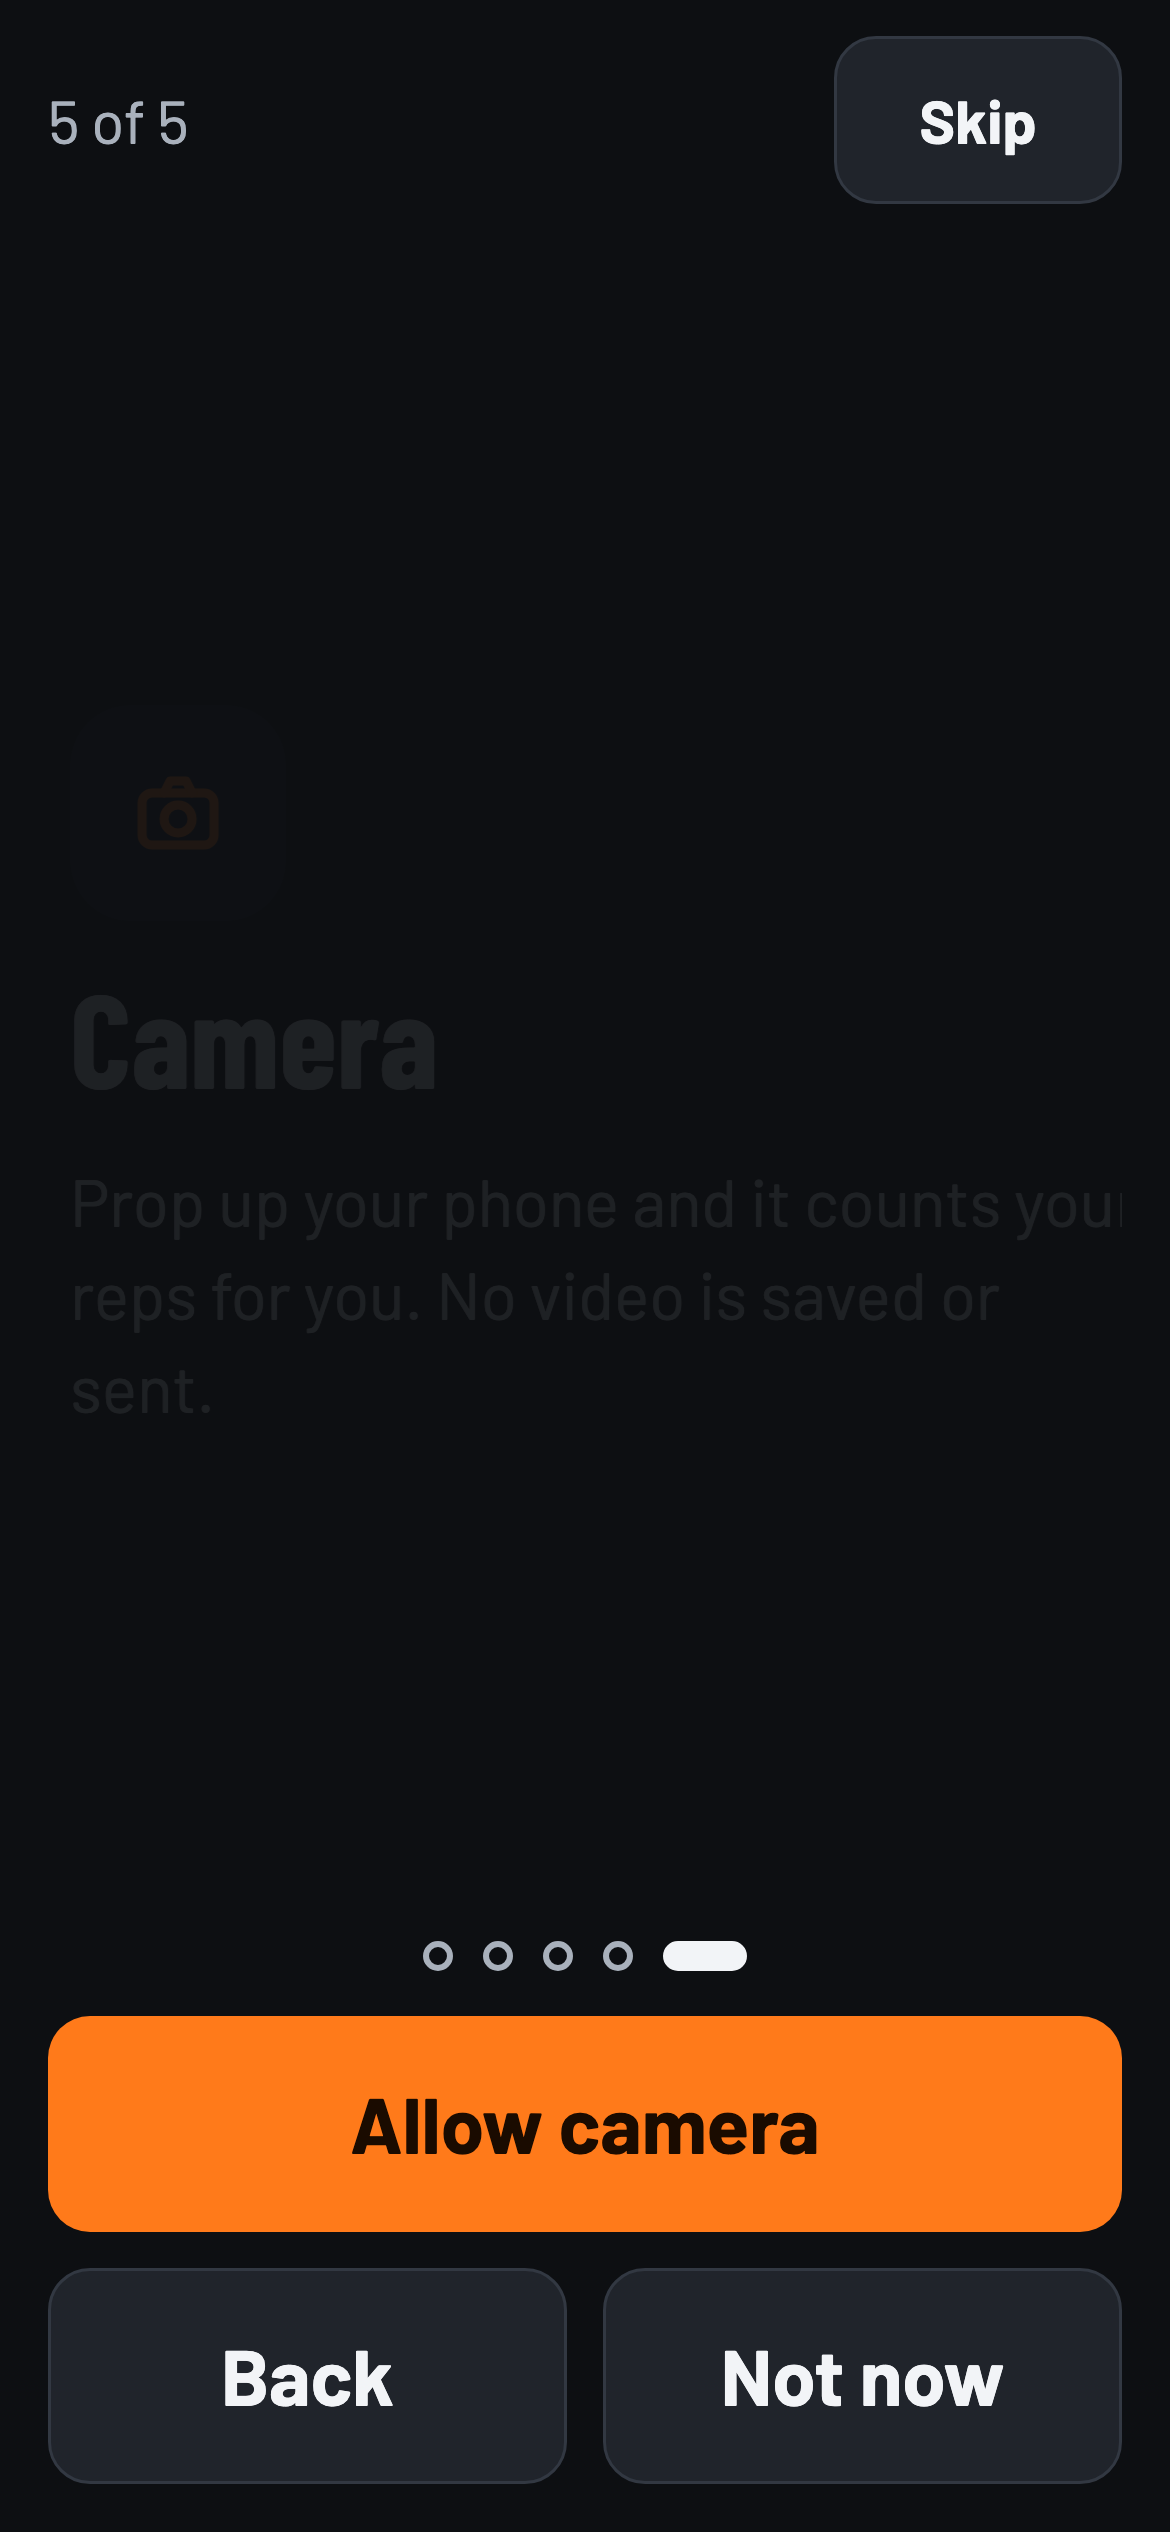 5 of 5
Skip
Camera
Prop up your phone and it counts your
reps for you. No video is saved or
sent.
Allow camera
Back
Not now